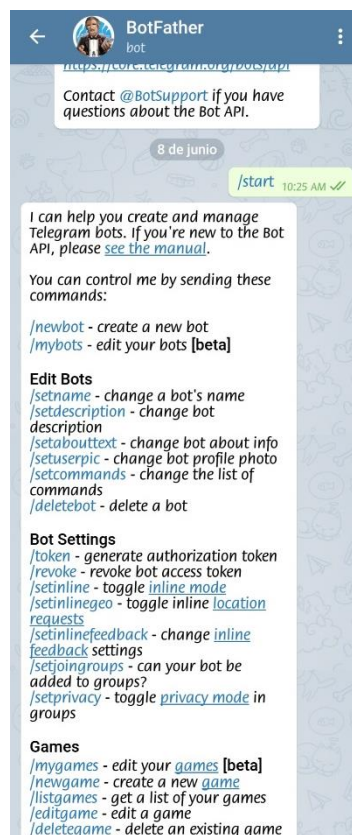 BotFather
bot
https://core.telegram.org/bots/api
Contact @BotSupport if you have
questions about the Bot API.
8 de junio
/start 10:25 AM
I can help you create and manage
Telegram bots. If you're new to the Bot
API, please see the manual.
You can control me by sending these
commands:
/newbot - create a new bot
/mybots - edit your bots [beta]
Edit Bots
/setname - change a bot's name
/setdescription - change bot
description
/setabouttext - change bot about info
/setuserpic - change bot profile photo
/setcommands - change the list of
commands
/deletebot - delete a bot
Bot Settings
/token - generate authorization token
/revoke - revoke bot access token
/setinline - toggle inline mode
/setinlinegeo - toggle inline location
requests
/setinlinefeedback - change inline
feedback settings
/setjoingroups - can your bot be
added to groups?
/setprivacy - toggle privacy mode in
groups
Games
/mygames - edit your games [beta]
/newgame - create a new game
/listgames - get a list of your games
/editgame - edit a game
/deletegame - delete an existing game